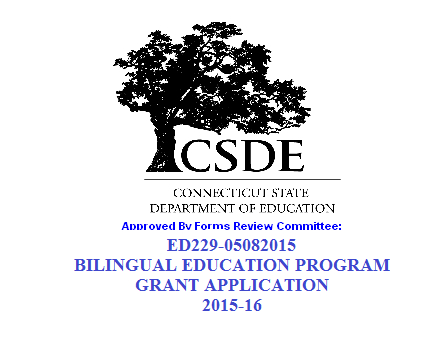 CSDE
CONNECTICUT STATE
DEPARTMENT OF EDUCATION
Approved By Forms Review Committee:
ED229-05082015
BILINGUAL EDUCATION PROGRAM
GRANT APPLICATION
2015-16